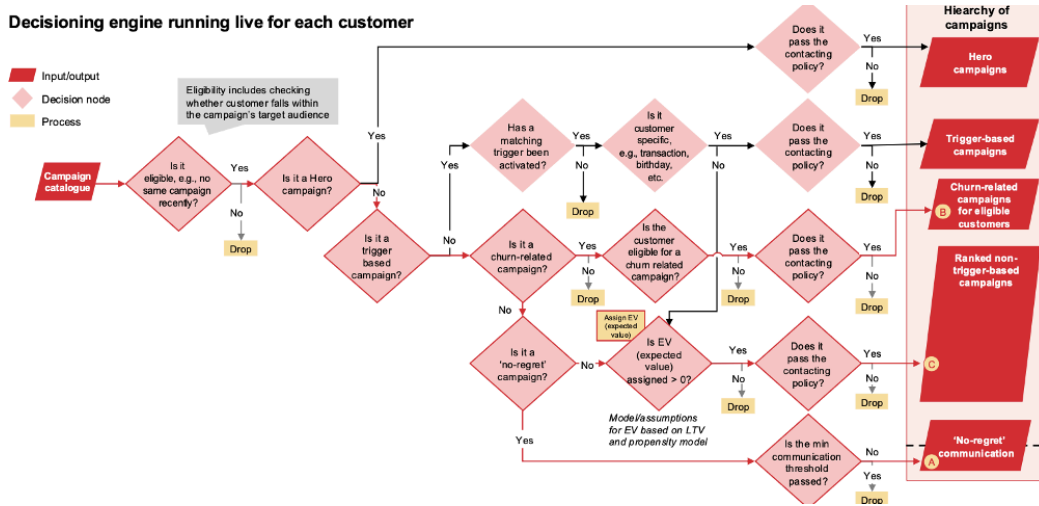 Decisioning engine running live for each customer
Hiearchy of
campaigns
Input/output
Decision node
Process
Eligibility includes checking
whether customer falls within
the campaign's target audience
Campaign
catalogue
Is it
eligible, e.g., no
same campaign
recently?
Yes
No
Drop
Is it a Hero
campaign?
Yes
No
Does it
pass the
contacting
policy?
Yes
No
Drop
Hero
campaigns
Is it a
trigger
based
campaign?
Yes
No
Has a
matching
trigger been
activated?
Yes
No
Drop
Is it
customer
specific,
e.g., transaction,
birthday,
etc.
Yes
No
Does it
pass the
contacting
policy?
Yes
No
Drop
Trigger-based
campaigns
Is it a
churn-related
campaign?
Yes
No
Drop
No
Is the
customer
eligible for a
churn related
campaign?
Yes
No
Drop
Does it
pass the
contacting
policy?
Yes
No
Drop
B
Churn-related
campaigns
for eligible
customers
Is it a
'no-regret'
campaign?
No
Yes
Assign EV
(expected
value)
Is EV
(expected
value)
assigned > 0?
Yes
No
Drop
Model/assumptions
for EV based on LTV
and propensity model
Does it
pass the
contacting
policy?
Yes
No
Drop
C
Ranked non-
trigger-based
campaigns
Is the min
communication
threshold
passed?
No
Yes
Drop
A
'No-regret'
communication